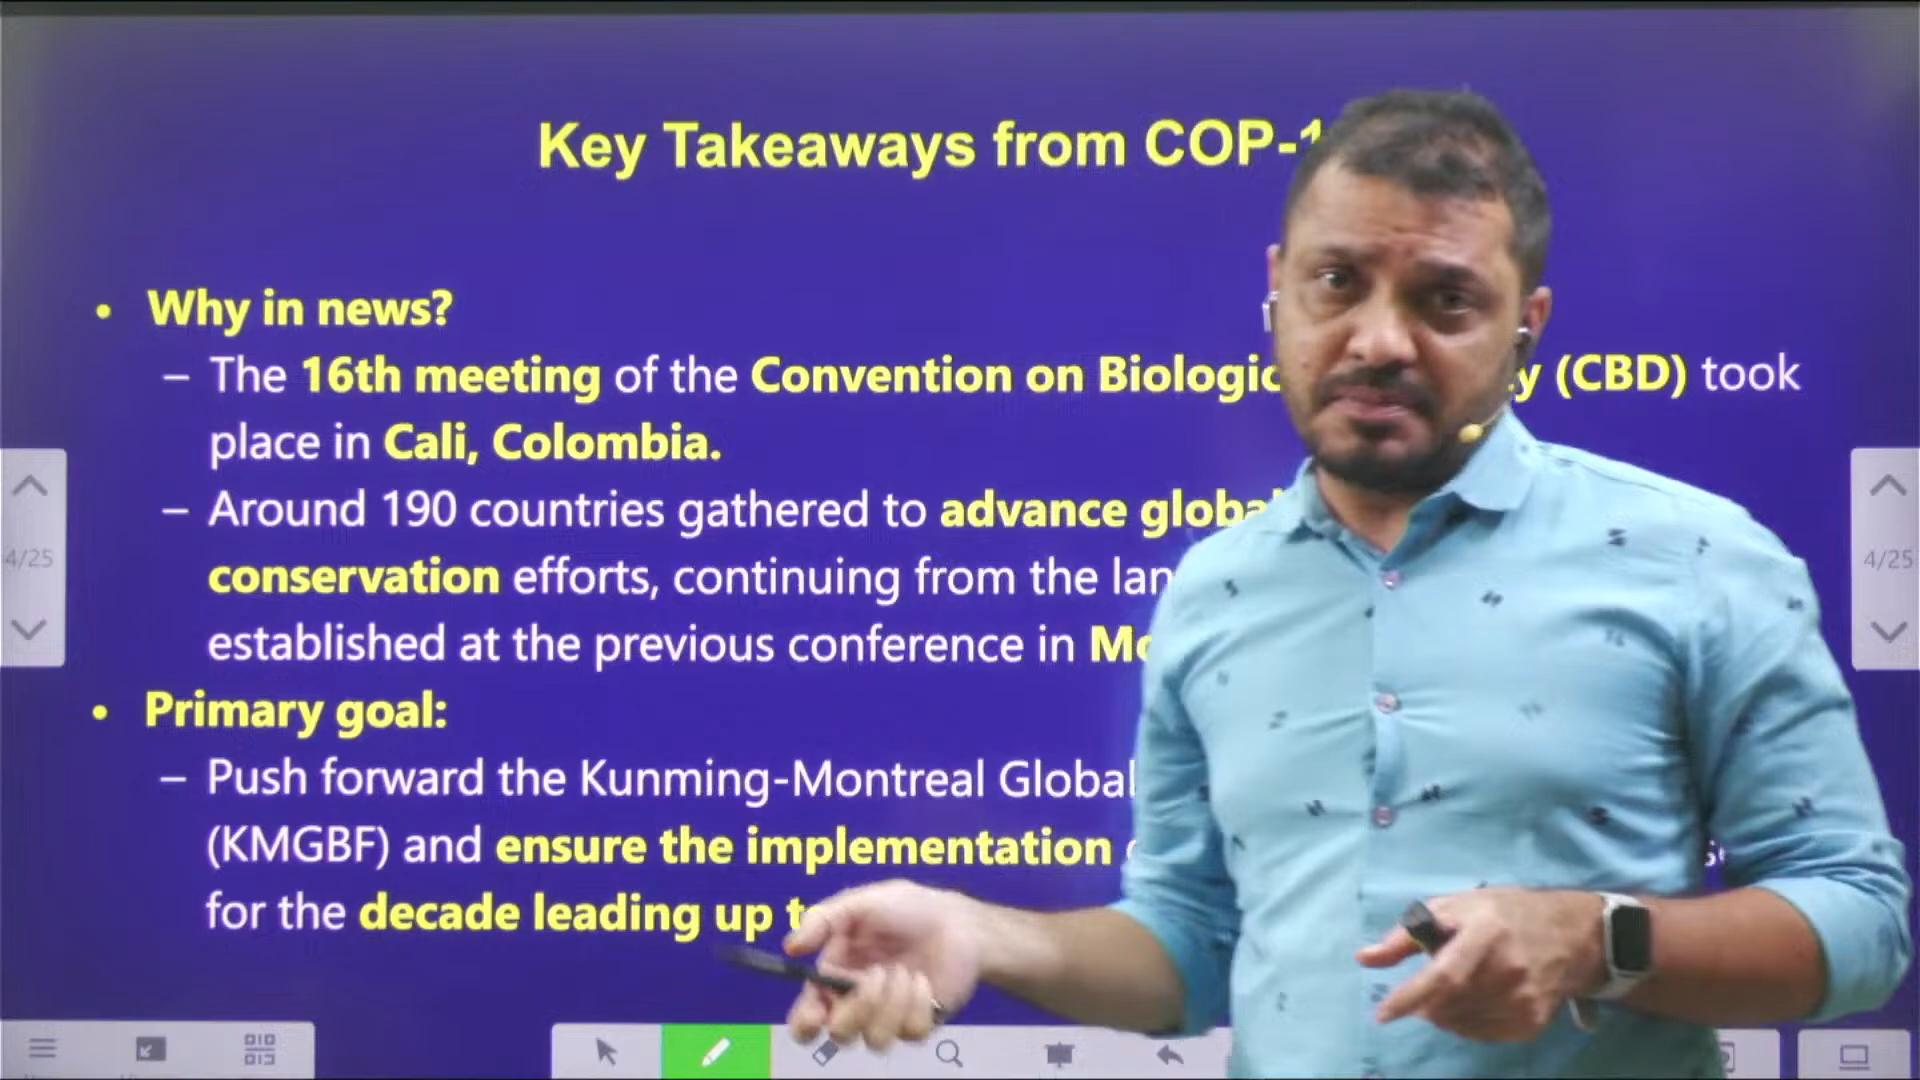 Key Takeaways from COP-1
• Why in news?
– The 16th meeting of the Convention on Biologic y (CBD) took
place in Cali, Colombia.
– Around 190 countries gathered to advance globa
conservation efforts, continuing from the lan
established at the previous conference in Mo
• Primary goal:
– Push forward the Kunming-Montreal Global
(KMGBF) and ensure the implementation
for the decade leading up t
4/25
4/25